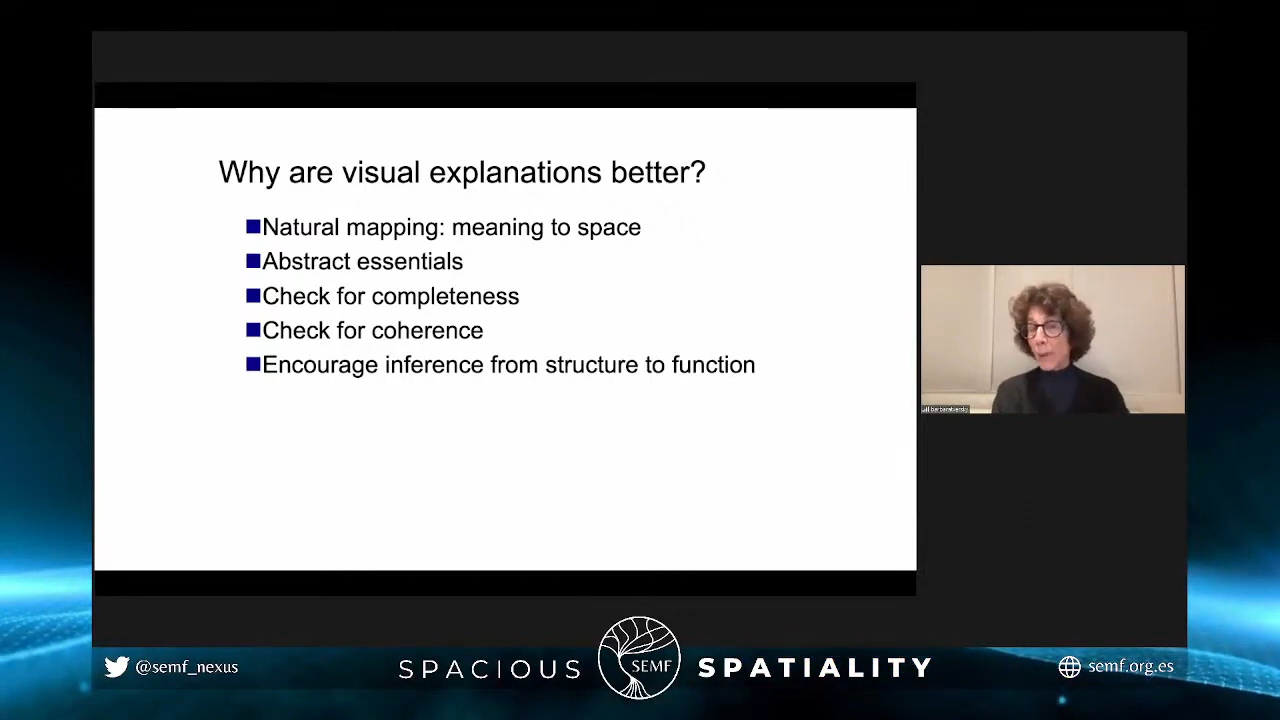 Why are visual explanations better?
Natural mapping: meaning to space
Abstract essentials
Check for completeness
Check for coherence
Encourage inference from structure to function
barbaratversky
@semf_nexus
SPACIOUS SEMF SPATIALITY
semf.org.es